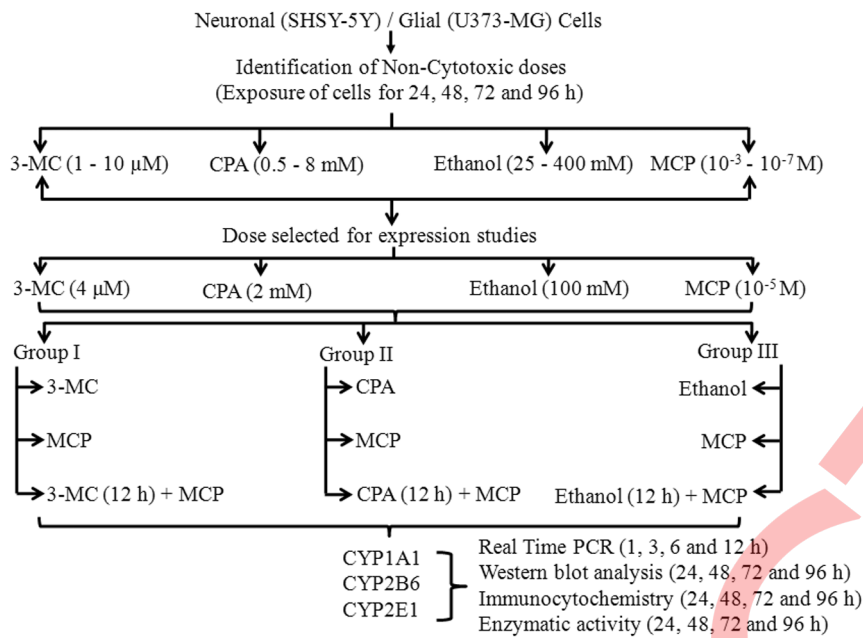 Neuronal (SHSY-5Y) / Glial (U373-MG) Cells
Identification of Non-Cytotoxic doses
(Exposure of cells for 24, 48, 72 and 96 h)
3-MC (1 - 10 µM) CPA (0.5 - 8 mM) Ethanol (25 - 400 mM) MCP (10⁻³ - 10⁻⁷ M)
Dose selected for expression studies
3-MC (4 µM) CPA (2 mM) Ethanol (100 mM) MCP (10⁻⁵ M)
Group I Group II Group III
3-MC CPA Ethanol
MCP MCP MCP
3-MC (12 h) + MCP CPA (12 h) + MCP Ethanol (12 h) + MCP
CYP1A1
CYP2B6
CYP2E1
Real Time PCR (1, 3, 6 and 12 h)
Western blot analysis (24, 48, 72 and 96 h)
Immunocytochemistry (24, 48, 72 and 96 h)
Enzymatic activity (24, 48, 72 and 96 h)